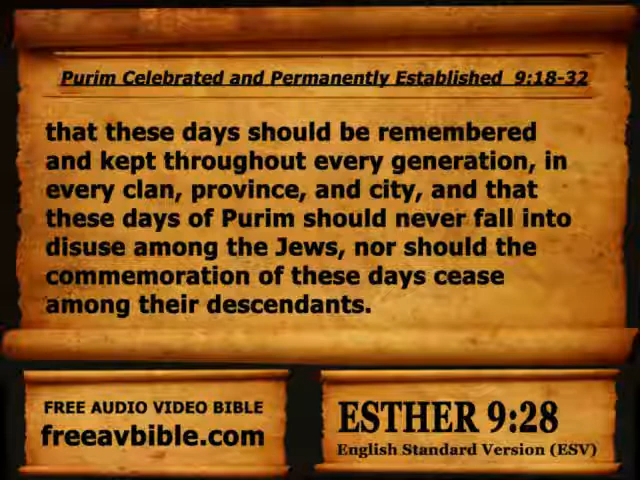 Purim Celebrated and Permanently Established 9:18-32
that these days should be remembered
and kept throughout every generation, in
every clan, province, and city, and that
these days of Purim should never fall into
disuse among the Jews, nor should the
commemoration of these days cease
among their descendants.
FREE AUDIO VIDEO BIBLE
freeavbible.com
ESTHER 9:28
English Standard Version (ESV)